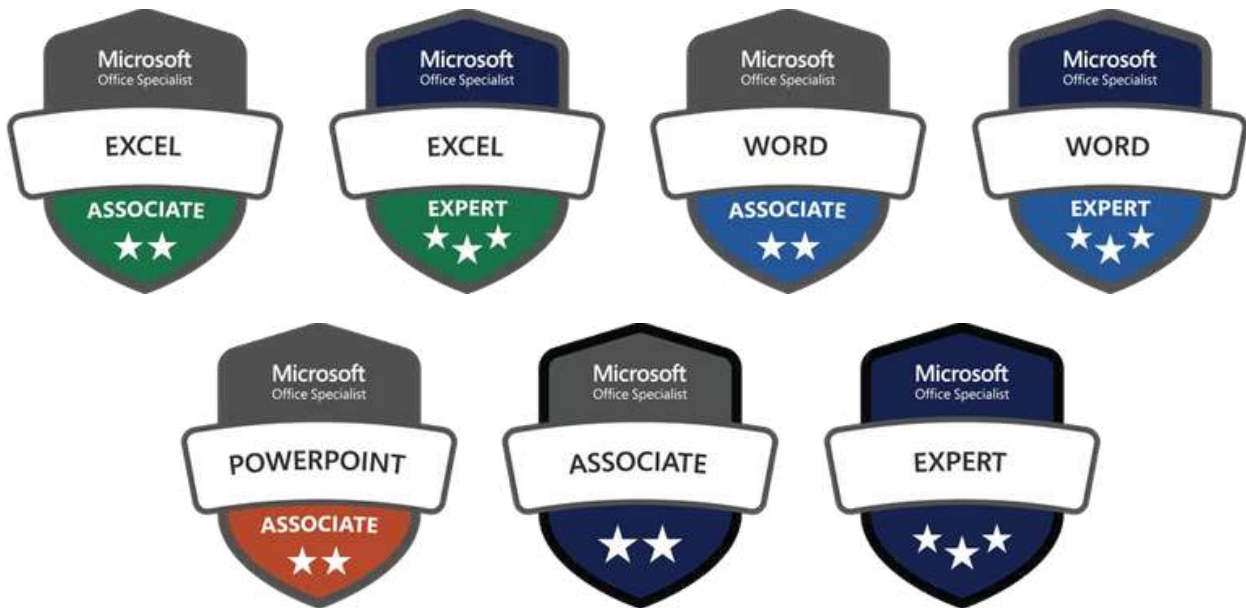 Microsoft
Office Specialist
EXCEL
ASSOCIATE
Microsoft
Office Specialist
EXCEL
EXPERT
Microsoft
Office Specialist
WORD
ASSOCIATE
Microsoft
Office Specialist
WORD
EXPERT
Microsoft
Office Specialist
POWERPOINT
ASSOCIATE
Microsoft
Office Specialist
ASSOCIATE
Microsoft
Office Specialist
EXPERT